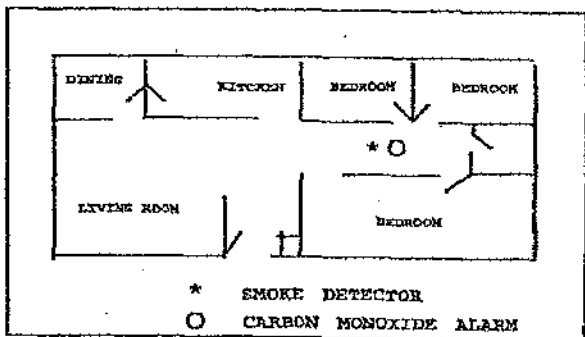 DINING KITCHEN BEDROOM BEDROOM
* O
LIVING ROOM BEDROOM
* SMOKE DETECTOR
O CARBON MONOXIDE ALARM